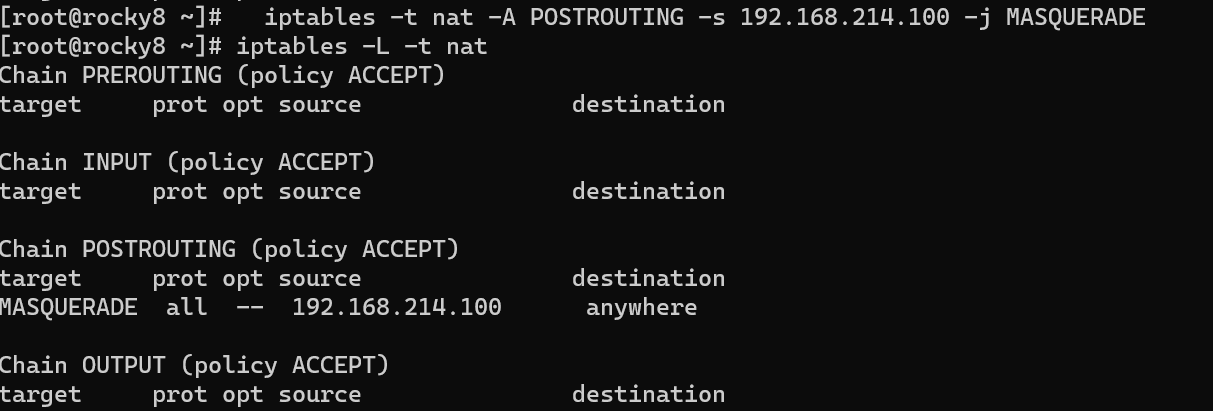 [root@rocky8 ~]#   iptables -t nat -A POSTROUTING -s 192.168.214.100 -j MASQUERADE
[root@rocky8 ~]# iptables -L -t nat
Chain PREROUTING (policy ACCEPT)
target     prot opt source               destination

Chain INPUT (policy ACCEPT)
target     prot opt source               destination

Chain POSTROUTING (policy ACCEPT)
target     prot opt source               destination
MASQUERADE  all  --  192.168.214.100      anywhere

Chain OUTPUT (policy ACCEPT)
target     prot opt source               destination